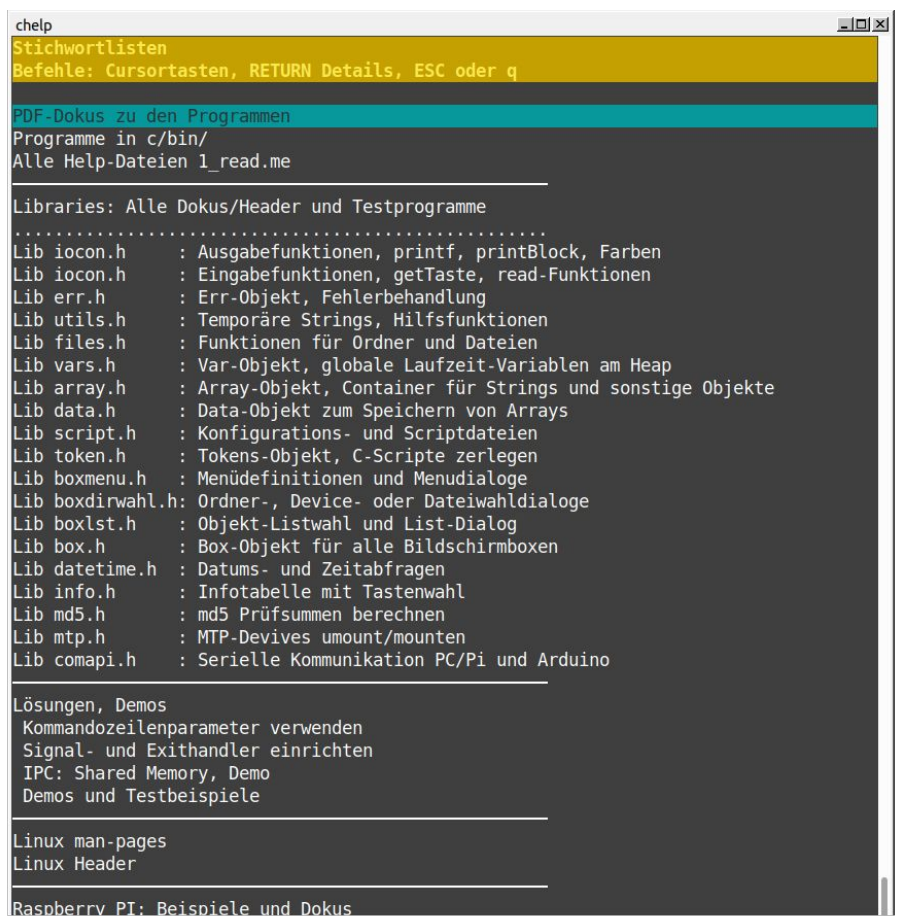 chelp
Stichwortlisten
Befehle: Cursortasten, RETURN Details, ESC oder q
PDF-Dokus zu den Programmen
Programme in c/bin/
Alle Help-Dateien 1_read.me
Libraries: Alle Dokus/Header und Testprogramme
....................................................
Lib iocon.h     : Ausgabefunktionen, printf, printBlock, Farben
Lib iocon.h     : Eingabefunktionen, getTaste, read-Funktionen
Lib err.h       : Err-Objekt, Fehlerbehandlung
Lib utils.h     : Temporäre Strings, Hilfsfunktionen
Lib files.h     : Funktionen für Ordner und Dateien
Lib vars.h      : Var-Objekt, globale Laufzeit-Variablen am Heap
Lib array.h     : Array-Objekt, Container für Strings und sonstige Objekte
Lib data.h      : Data-Objekt zum Speichern von Arrays
Lib script.h    : Konfigurations- und Scriptdateien
Lib token.h     : Tokens-Objekt, C-Scripte zerlegen
Lib boxmenu.h   : Menüdefinitionen und Menudialoge
Lib boxdirwahl.h: Ordner-, Device- oder Dateiwahldialoge
Lib boxlst.h    : Objekt-Listwahl und List-Dialog
Lib box.h       : Box-Objekt für alle Bildschirmboxen
Lib datetime.h  : Datums- und Zeitabfragen
Lib info.h      : Infotabelle mit Tastenwahl
Lib md5.h       : md5 Prüfsummen berechnen
Lib mtp.h       : MTP-Devives umount/mounten
Lib comapi.h    : Serielle Kommunikation PC/Pi und Arduino
Lösungen, Demos
 Kommandozeilenparameter verwenden
 Signal- und Exithandler einrichten
 IPC: Shared Memory, Demo
 Demos und Testbeispiele
Linux man-pages
Linux Header
Raspberry PI: Beispiele und Dokus